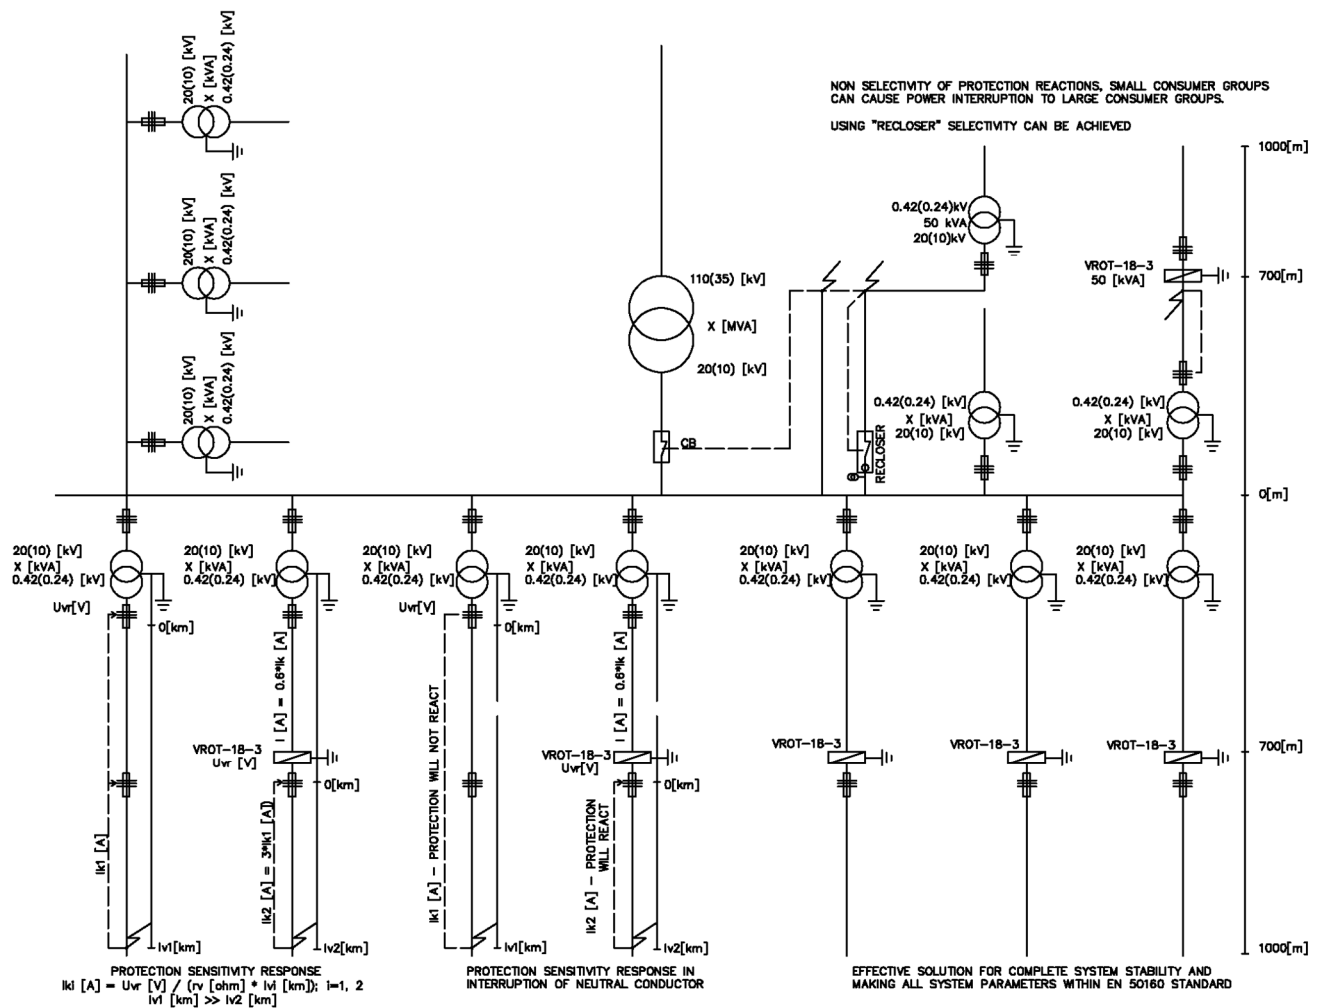 20(10) [kV]
X [kVA]
0.42(0.24) [kV]
20(10) [kV]
X [kVA]
0.42(0.24) [kV]
20(10) [kV]
X [kVA]
0.42(0.24) [kV]
110(35) [kV]
X [MVA]
20(10) [kV]
CB
NON SELECTIVITY OF PROTECTION REACTIONS, SMALL CONSUMER GROUPS
CAN CAUSE POWER INTERRUPTION TO LARGE CONSUMER GROUPS.
USING "RECLOSER" SELECTIVITY CAN BE ACHIEVED
0.42(0.24)kV
50 kVA
20(10)kV
VROT-18-3
50 [kVA]
RECLOSER
0.42(0.24) [kV]
X [kVA]
20(10) [kV]
0.42(0.24) [kV]
X [kVA]
20(10) [kV]
1000[m]
700[m]
0[m]
20(10) [kV]
X [kVA]
0.42(0.24) [kV]
Uvr[V]
0[km]
Ik1 [A]
lv1[km]
20(10) [kV]
X [kVA]
0.42(0.24) [kV]
I [A] = 0.6*Ik [A]
VROT-18-3
Uvr [V]
0[km]
Ik2 [A] = 3*Ik1 [A])
lv2[km]
20(10) [kV]
X [kVA]
0.42(0.24) [kV]
Uvr[V]
0[km]
Ik1 [A] - PROTECTION WILL NOT REACT
lv1[km]
20(10) [kV]
X [kVA]
0.42(0.24) [kV]
I [A] = 0.6*Ik [A]
VROT-18-3
Uvr[V]
0[km]
Ik2 [A] - PROTECTION
WILL REACT
lv2[km]
20(10) [kV]
X [kVA]
0.42(0.24) [kV]
VROT-18-3
20(10) [kV]
X [kVA]
0.42(0.24) [kV]
VROT-18-3
20(10) [kV]
X [kVA]
0.42(0.24) [kV]
VROT-18-3
700[m]
1000[m]
PROTECTION SENSITIVITY RESPONSE
Iki [A] = Uvr [V] / (rv [ohm] * lvi [km]); i=1, 2
lv1 [km] >> lv2 [km]
PROTECTION SENSITIVITY RESPONSE IN
INTERRUPTION OF NEUTRAL CONDUCTOR
EFFECTIVE SOLUTION FOR COMPLETE SYSTEM STABILITY AND
MAKING ALL SYSTEM PARAMETERS WITHIN EN 50160 STANDARD